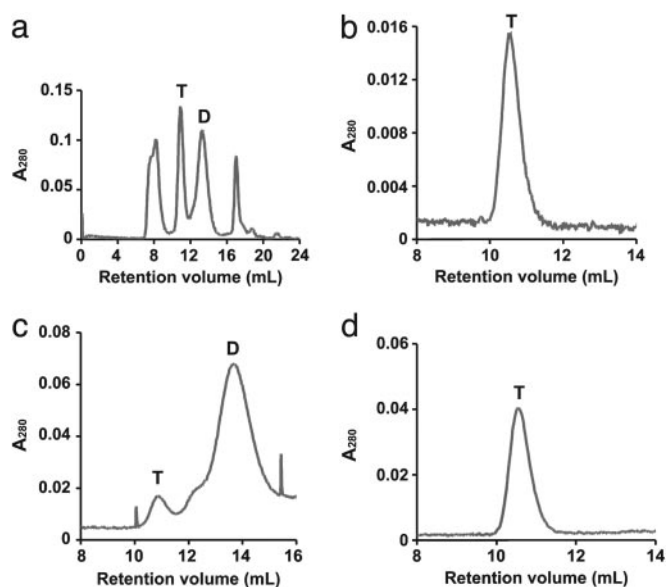 a
0.15
0.1
0.05
0
T
D
A280
0 4 8 12 16 20 24
Retention volume (mL)
b
0.016
0.012
0.008
0.004
0
T
A280
8 10 12 14
Retention volume (mL)
c
0.08
0.06
0.04
0.02
0
T
D
A280
8 10 12 14 16
Retention volume (mL)
d
0.06
0.04
0.02
0
T
A280
8 10 12 14
Retention volume (mL)